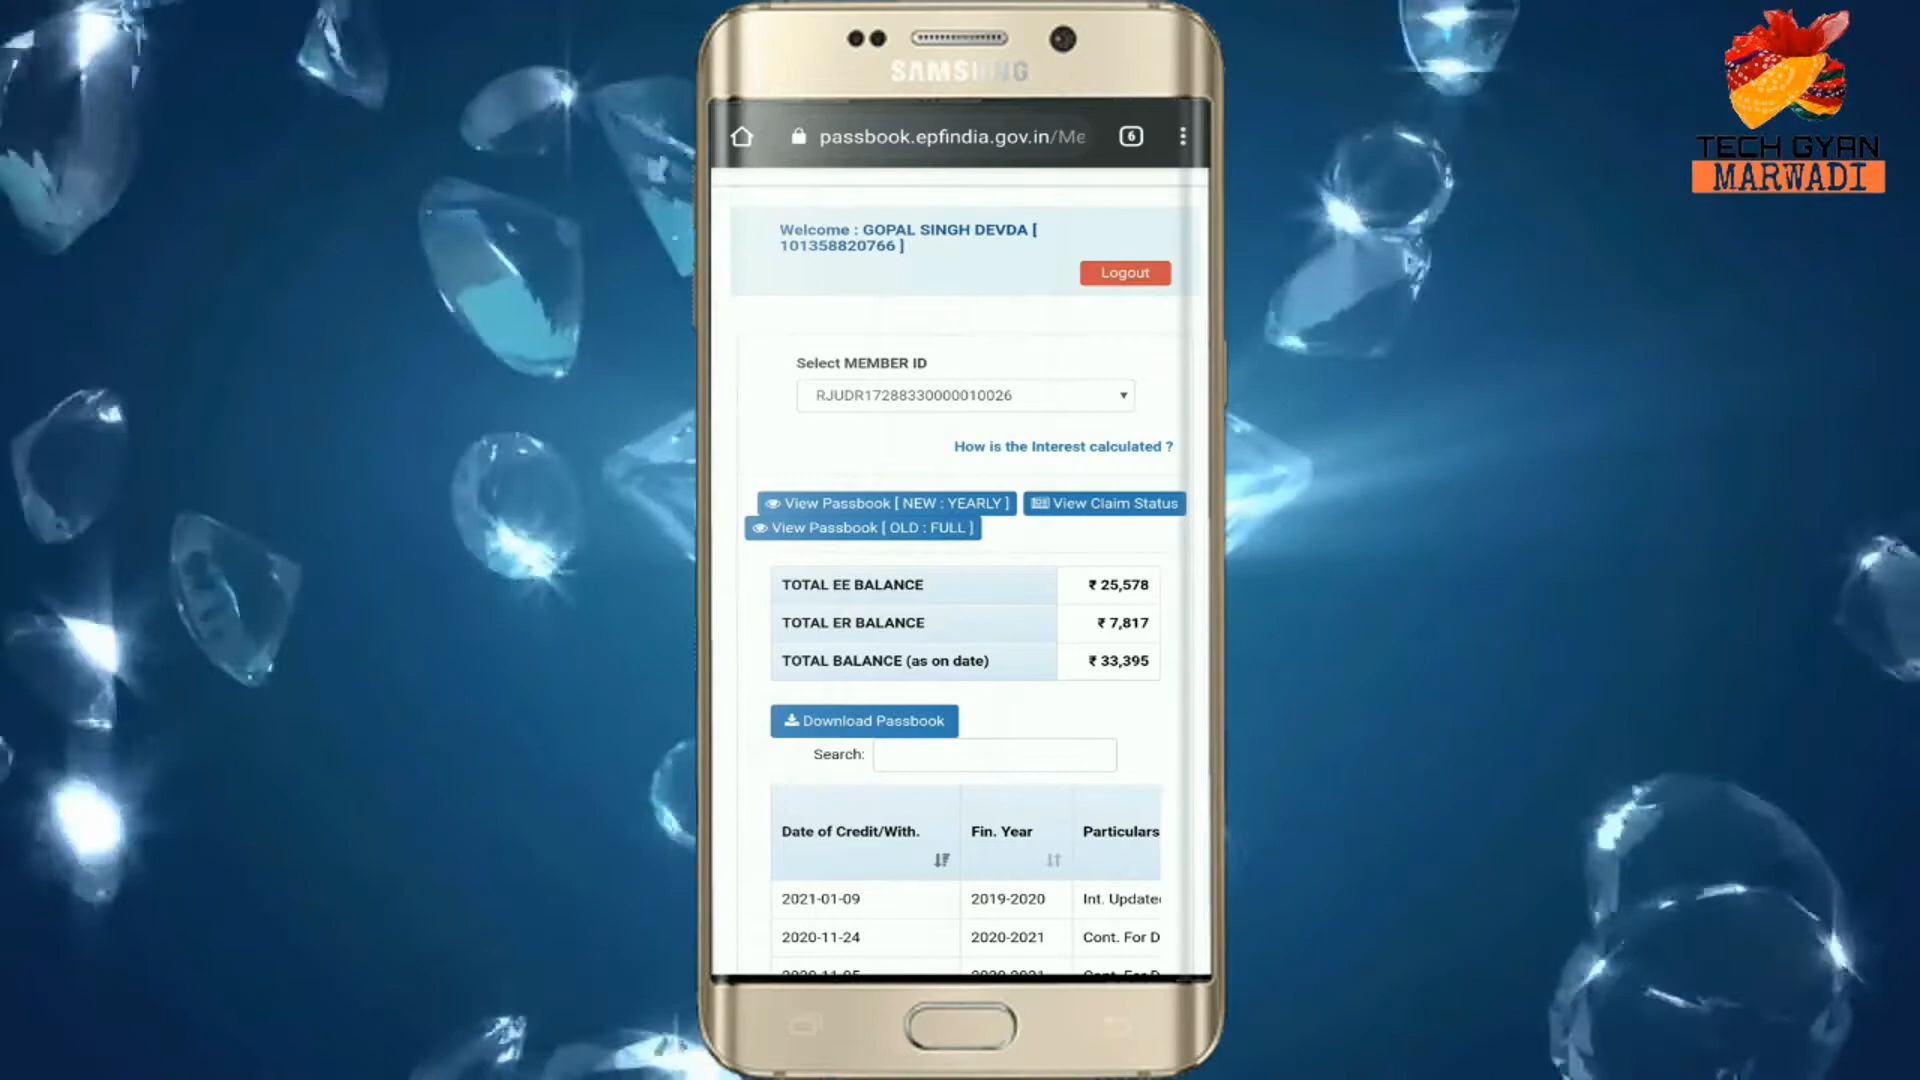 SAMSUNG
passbook.epfindia.gov.in/Me
6
TECH GYAN
MARWADI
Welcome : GOPAL SINGH DEVDA [
101358820766 ]
Logout
Select MEMBER ID
RJUDR17288330000010026
How is the Interest calculated ?
View Passbook [ NEW : YEARLY ]
View Claim Status
View Passbook [ OLD : FULL ]
TOTAL EE BALANCE ₹ 25,578
TOTAL ER BALANCE ₹ 7,817
TOTAL BALANCE (as on date) ₹ 33,395
Download Passbook
Search:
Date of Credit/With. Fin. Year Particulars
2021-01-09 2019-2020 Int. Update
2020-11-24 2020-2021 Cont. For D